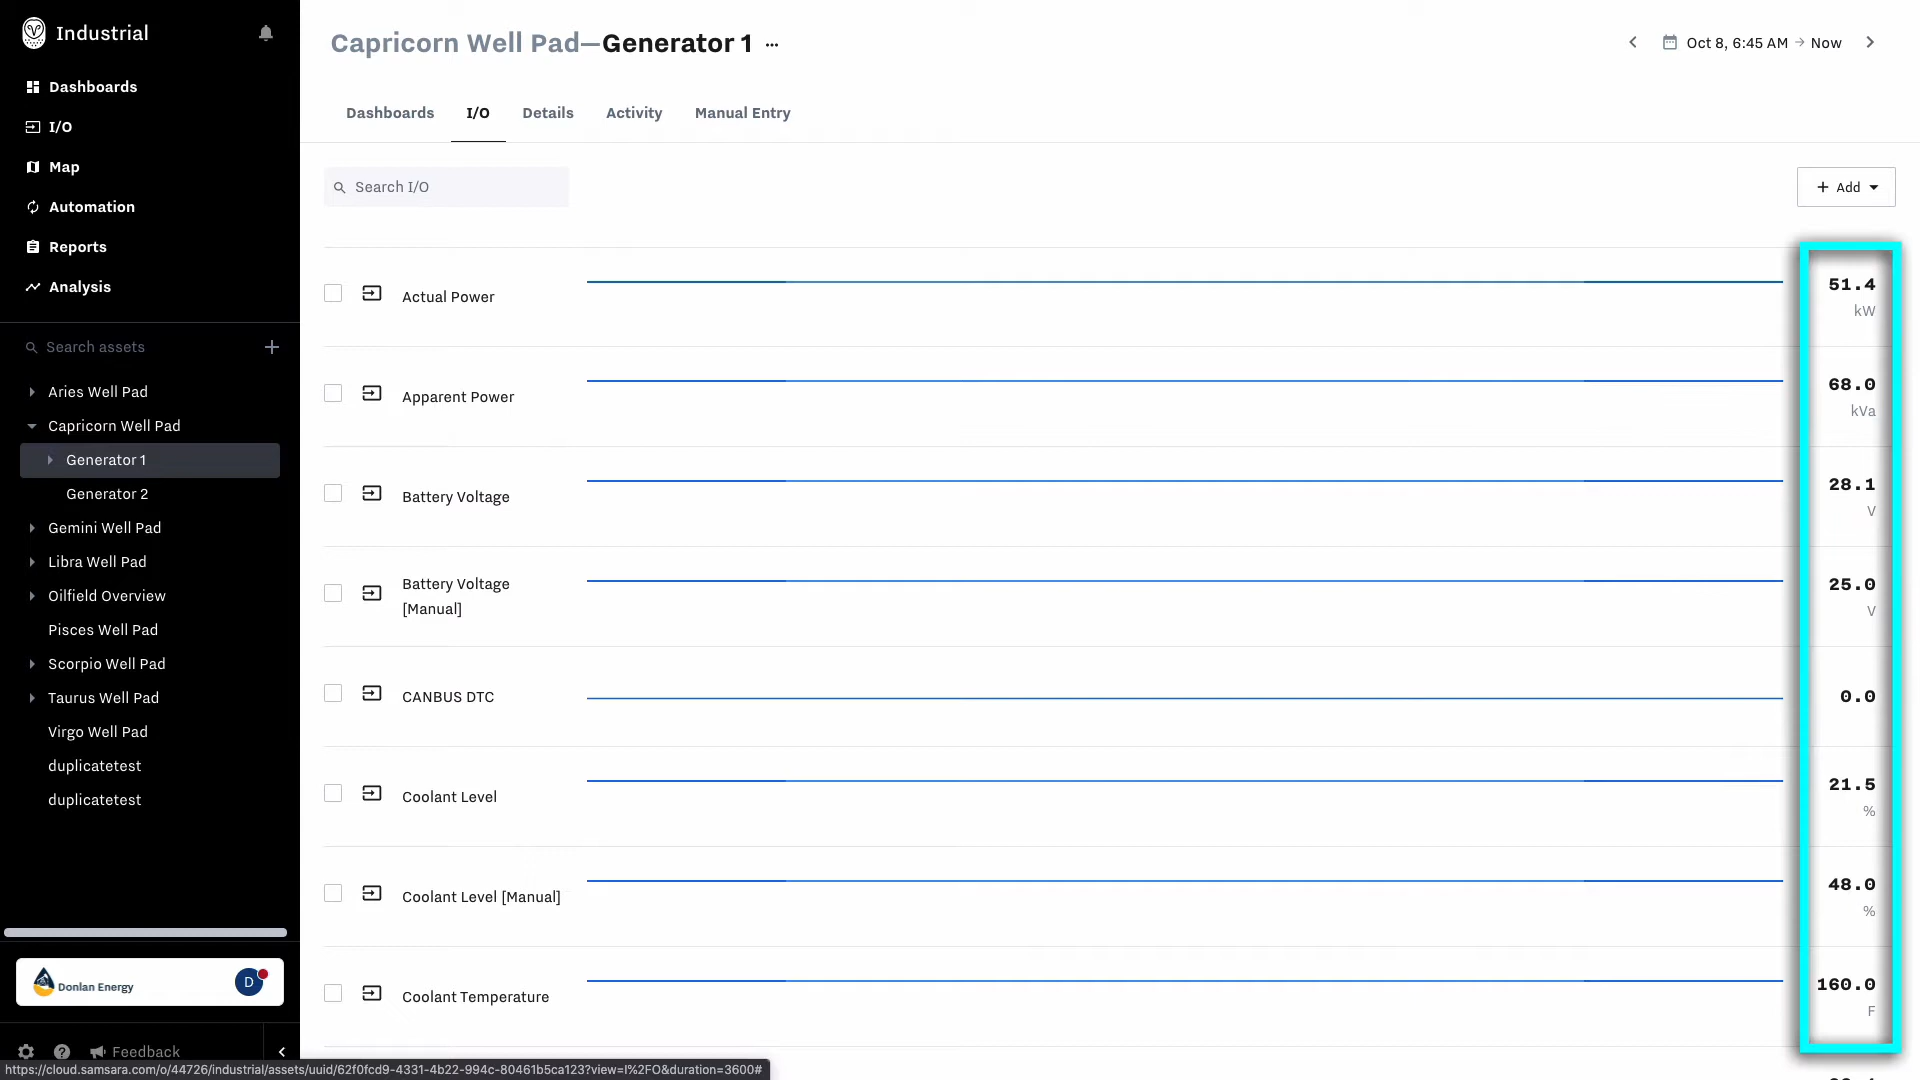 Industrial
Dashboards
I/O
Map
Automation
Reports
Analysis
Search assets
Aries Well Pad
Capricorn Well Pad
Generator 1
Generator 2
Gemini Well Pad
Libra Well Pad
Oilfield Overview
Pisces Well Pad
Scorpio Well Pad
Taurus Well Pad
Virgo Well Pad
duplicatetest
duplicatetest
Donlan Energy
D
Feedback
Capricorn Well Pad—Generator 1 ...
Oct 8, 6:45 AM → Now
Dashboards I/O Details Activity Manual Entry
Search I/O
+ Add
Actual Power 51.4
kW
Apparent Power 68.0
kVa
Battery Voltage 28.1
V
Battery Voltage 25.0
[Manual] V
CANBUS DTC 0.0
Coolant Level 21.5
%
Coolant Level [Manual] 48.0
%
Coolant Temperature 160.0
F
https://cloud.samsara.com/o/44726/industrial/assets/uuid/62f0fcd9-4331-4b22-994c-80461b5ca123?view=I%2FO&duration=3600#